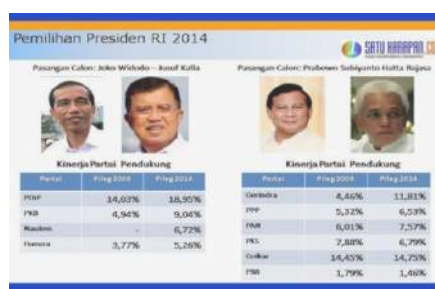 Pemilihan Presiden RI 2014
SATU HARAPAN.CO
Pasangan Calon: Joko Widodo – Jusuf Kalla
Kinerja Partai Pendukung
Partai Pileg 2009 Pileg 2014
PDIP 14,03% 18,95%
PKB 4,94% 9,04%
Nasdem - 6,72%
Hanura 3,77% 5,26%
Pasangan Calon: Prabowo Subiyanto-Hatta Rajasa
Kinerja Partai Pendukung
Partai Pileg 2009 Pileg 2014
Gerindra 4,46% 11,81%
PPP 5,32% 6,53%
PAN 6,01% 7,57%
PKS 7,88% 6,79%
Golkar 14,45% 14,75%
PBB 1,79% 1,46%